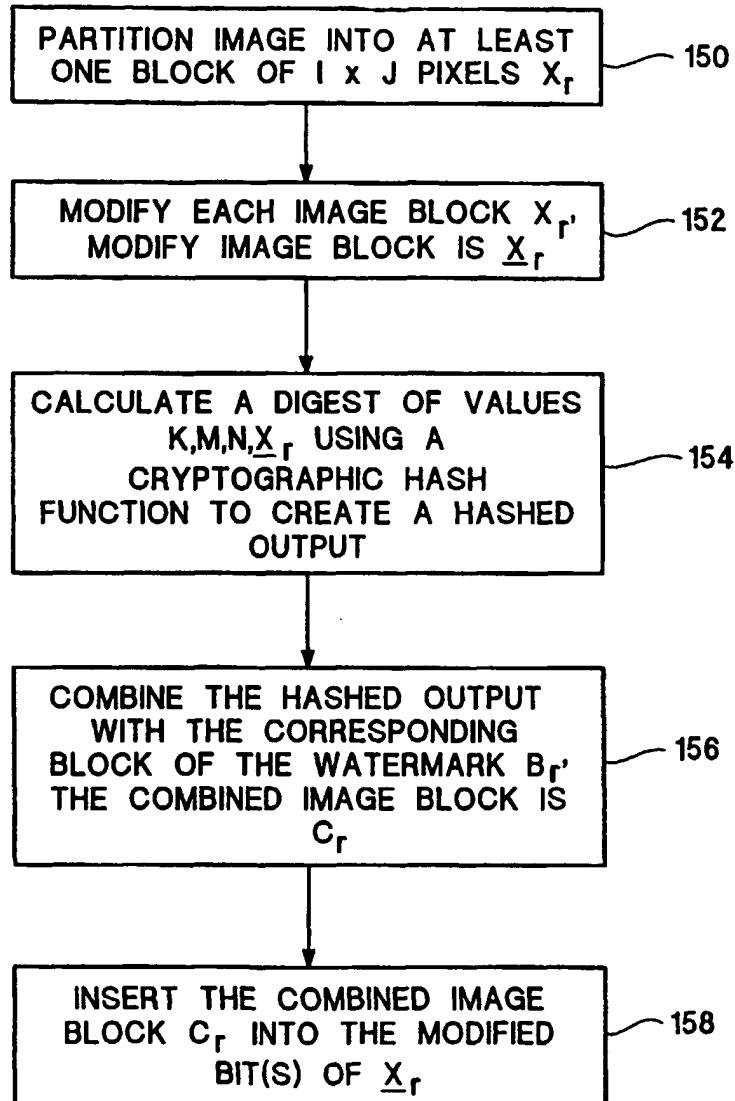 PARTITION IMAGE INTO AT LEAST
ONE BLOCK OF I x J PIXELS Xr
150
MODIFY EACH IMAGE BLOCK Xr,
MODIFY IMAGE BLOCK IS Xr
152
CALCULATE A DIGEST OF VALUES
K,M,N,Xr USING A
CRYPTOGRAPHIC HASH
FUNCTION TO CREATE A HASHED
OUTPUT
154
COMBINE THE HASHED OUTPUT
WITH THE CORRESPONDING
BLOCK OF THE WATERMARK Br,
THE COMBINED IMAGE BLOCK IS
Cr
156
INSERT THE COMBINED IMAGE
BLOCK Cr INTO THE MODIFIED
BIT(S) OF Xr
158